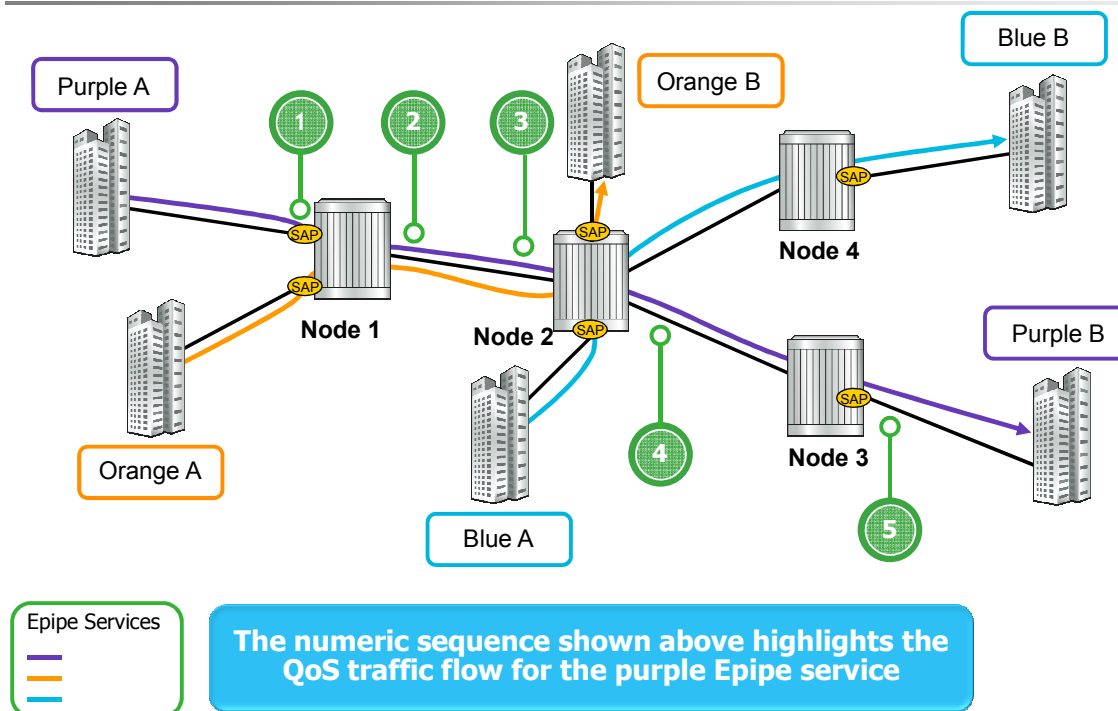 Blue B
Purple A
Orange B
1
2
3
SAP
SAP
SAP
SAP
Node 4
Node 1
Node 2
SAP
Purple B
SAP
Orange A
4
Node 3
Blue A
5
Epipe Services
The numeric sequence shown above highlights the
QoS traffic flow for the purple Epipe service